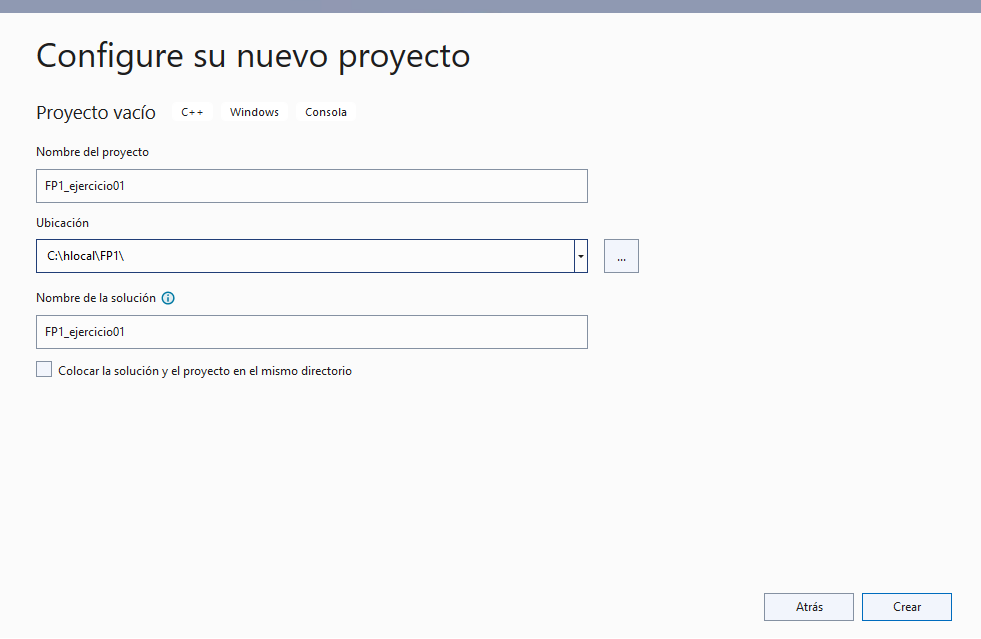 Configure su nuevo proyecto
Proyecto vacío C++ Windows Consola
Nombre del proyecto
FP1_ejercicio01
Ubicación
C:\hlocal\FP1\
...
Nombre de la solución
FP1_ejercicio01
Colocar la solución y el proyecto en el mismo directorio
Atrás Crear